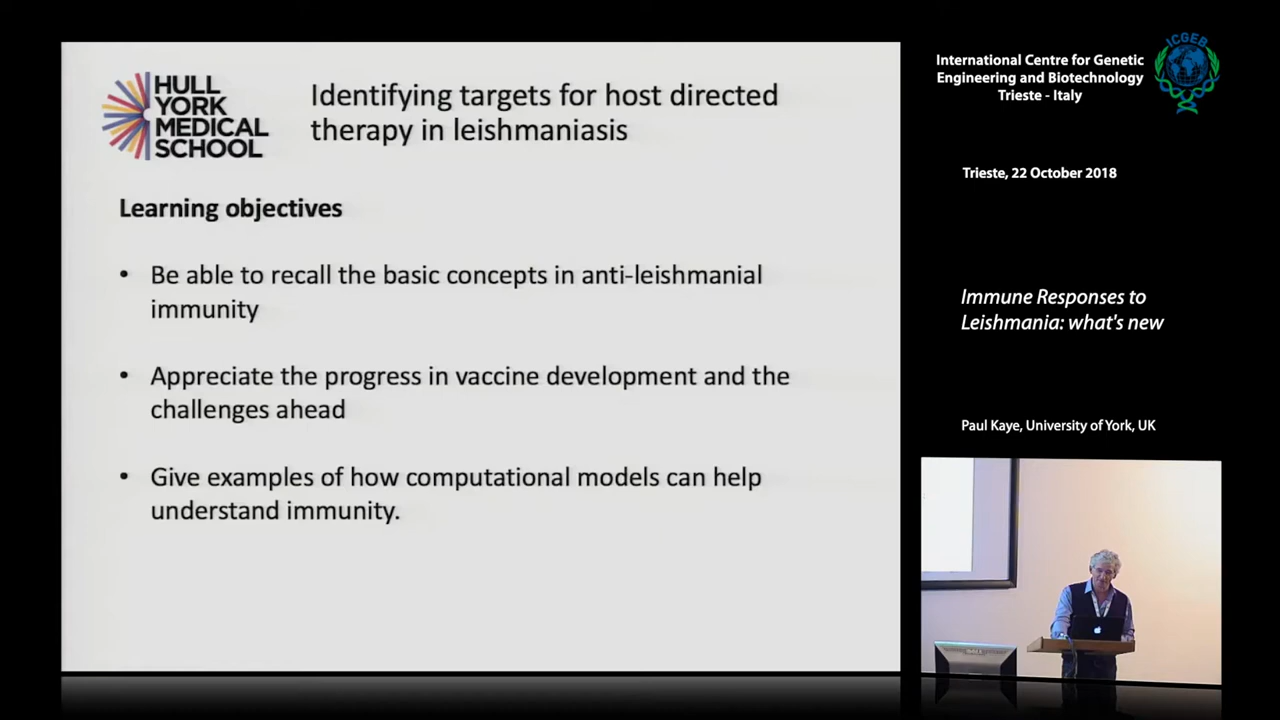 HULL
YORK
MEDICAL
SCHOOL
Identifying targets for host directed
therapy in leishmaniasis
Learning objectives
• Be able to recall the basic concepts in anti-leishmanial
immunity
• Appreciate the progress in vaccine development and the
challenges ahead
• Give examples of how computational models can help
understand immunity.
International Centre for Genetic
Engineering and Biotechnology
Trieste - Italy
ICGEB
Trieste, 22 October 2018
Immune Responses to
Leishmania: what's new
Paul Kaye, University of York, UK